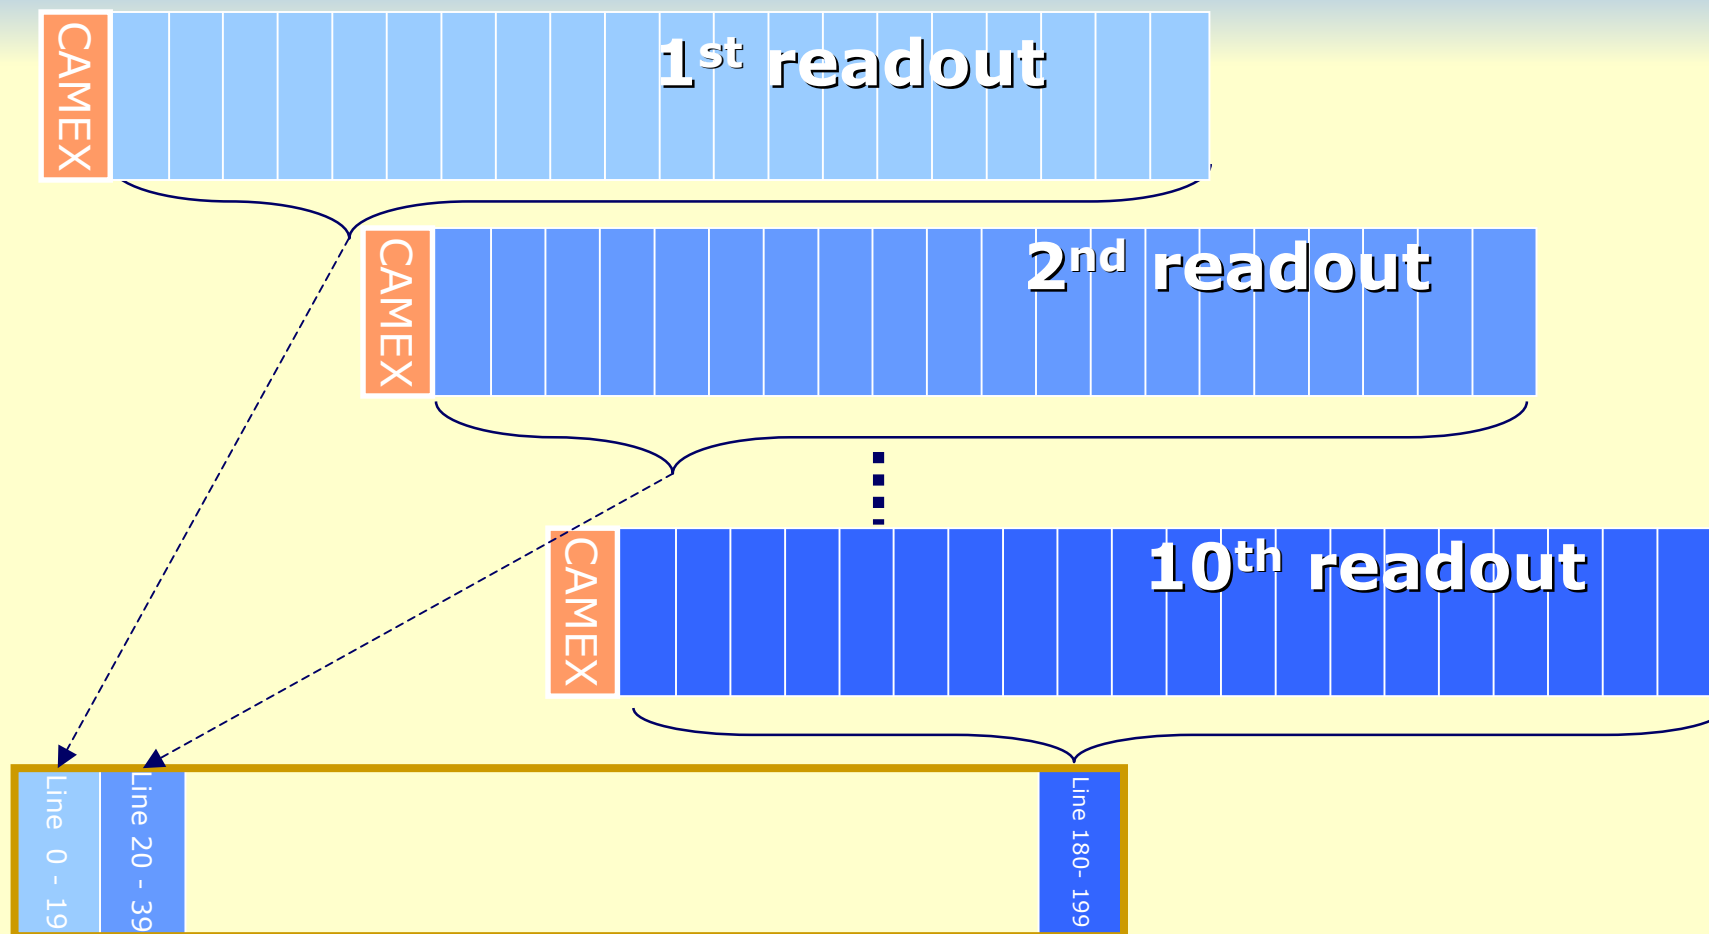 CAMEX
1st readout
CAMEX
2nd readout
CAMEX
10th readout
Line 0 - 19
Line 20 - 39
Line 180- 199